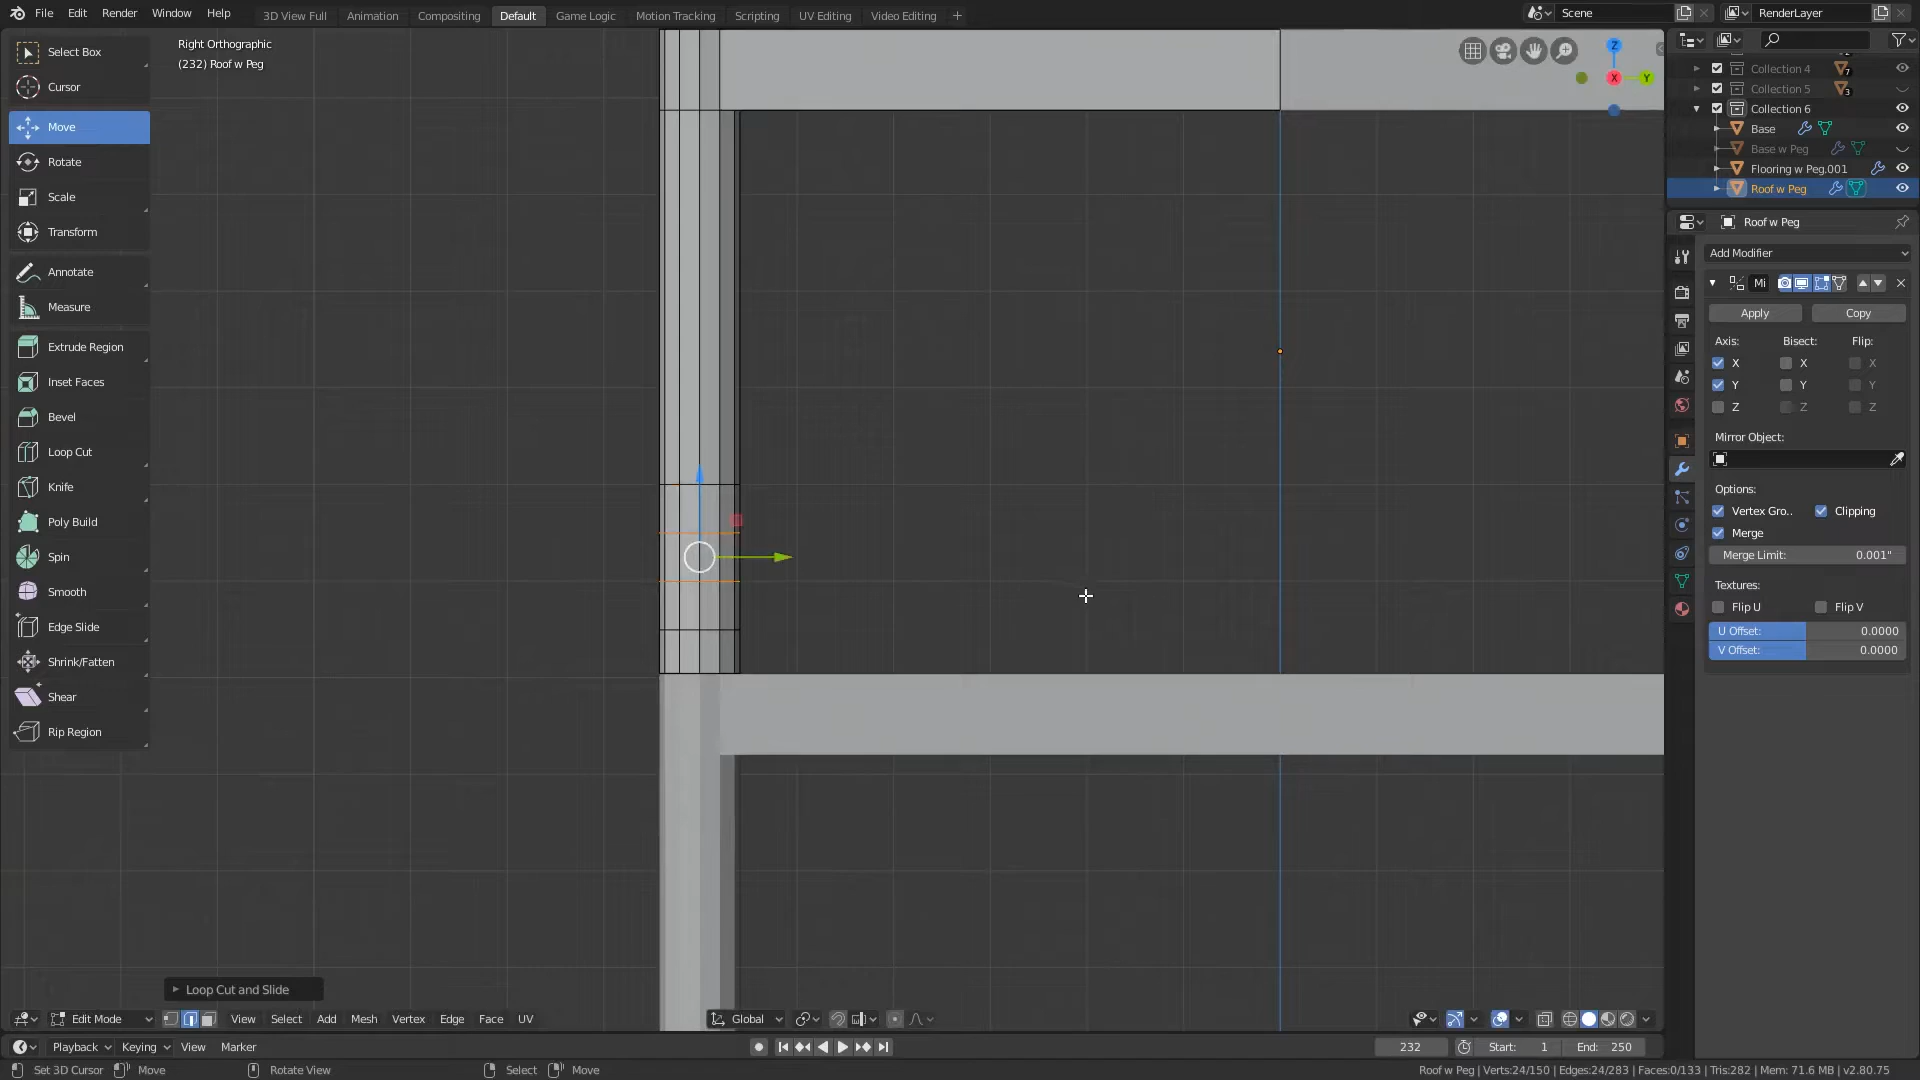 File Edit Render Window Help 3D View Full Animation Compositing Default Game Logic Motion Tracking Scripting UV Editing Video Editing + Scene RenderLayer
Select Box
Cursor
Move
Rotate
Scale
Transform
Annotate
Measure
Extrude Region
Inset Faces
Bevel
Loop Cut
Knife
Poly Build
Spin
Smooth
Edge Slide
Shrink/Fatten
Shear
Rip Region
Right Orthographic
(232) Roof w Peg
Z
X
Y
Collection 4 7
Collection 5 3
Collection 6
Base
Base w Peg
Flooring w Peg.001
Roof w Peg
Roof w Peg
Add Modifier
Mi
Apply Copy
Axis: Bisect: Flip:
X X X
Y Y Y
Z Z Z
Mirror Object:
Options:
Vertex Gro.. Clipping
Merge
Merge Limit: 0.001"
Textures:
Flip U Flip V
U Offset: 0.0000
V Offset: 0.0000
Loop Cut and Slide
Edit Mode View Select Add Mesh Vertex Edge Face UV Global
Playback Keying View Marker 232 Start: 1 End: 250
Set 3D Cursor Move Rotate View Select Move Roof w Peg | Verts:24/150 | Edges:24/283 | Faces:0/133 | Tris:282 | Mem: 71.6 MB | v2.80.75